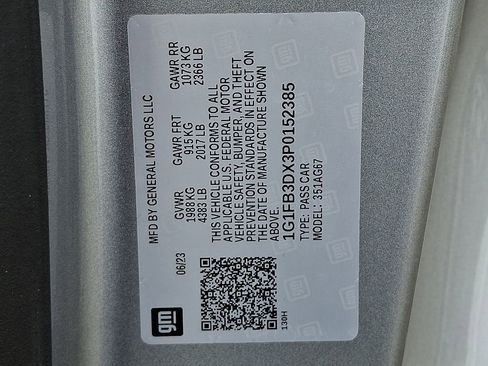 MFD BY GENERAL MOTORS LLC
06/23
GVWR GAWR FRT GAWR RR
1988 KG 915 KG 1073 KG
4383 LB 2017 LB 2366 LB
THIS VEHICLE CONFORMS TO ALL
APPLICABLE U.S. FEDERAL MOTOR
VEHICLE SAFETY, BUMPER, AND THEFT
PREVENTION STANDARDS IN EFFECT ON
THE DATE OF MANUFACTURE SHOWN
ABOVE.
1G1FB3DX3P0152385
TYPE: PASS CAR
MODEL: 351AG67
gm
130H